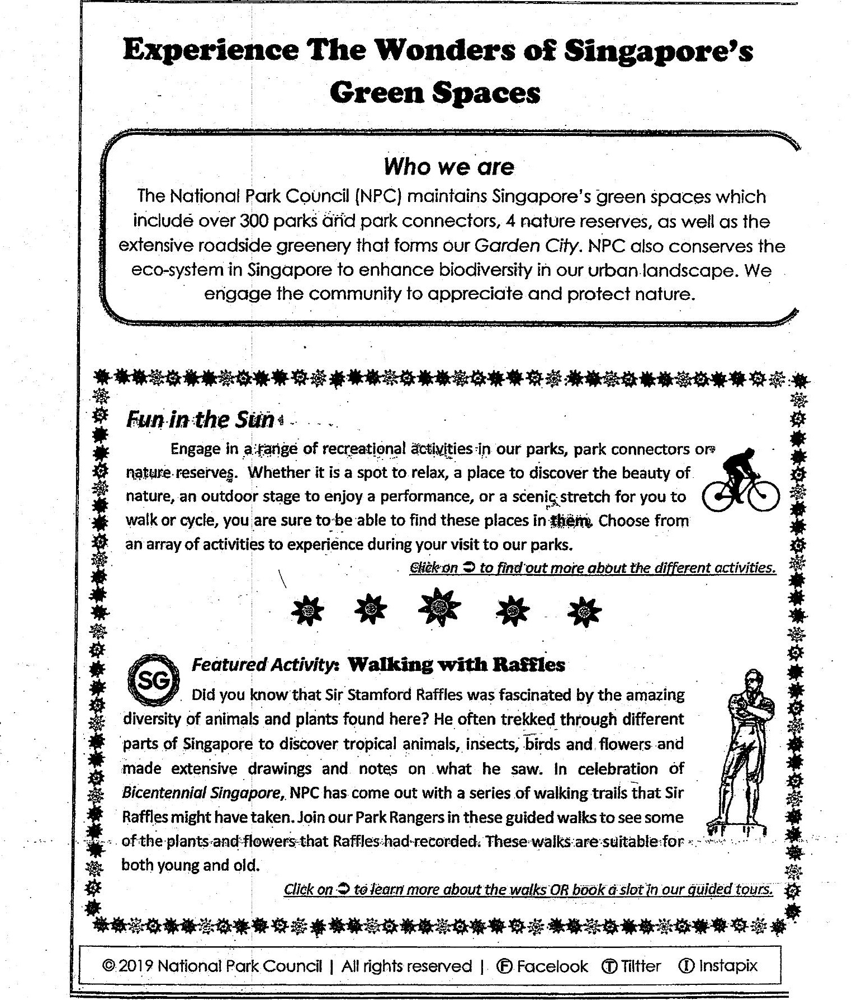 Experience The Wonders of Singapore's
Green Spaces
Who we are
The National Park Council (NPC) maintains Singapore's green spaces which
include over 300 parks and park connectors, 4 nature reserves, as well as the
extensive roadside greenery that forms our Garden City. NPC also conserves the
eco-system in Singapore to enhance biodiversity in our urban landscape. We
engage the community to appreciate and protect nature.
Fun in the Sun
Engage in a range of recreational activities in our parks, park connectors or
nature reserves. Whether it is a spot to relax, a place to discover the beauty of
nature, an outdoor stage to enjoy a performance, or a scenic stretch for you to
walk or cycle, you are sure to be able to find these places in them. Choose from
an array of activities to experience during your visit to our parks.
Click on ➲ to find out more about the different activities.
SG
Featured Activity: Walking with Raffles
Did you know that Sir Stamford Raffles was fascinated by the amazing
diversity of animals and plants found here? He often trekked through different
parts of Singapore to discover tropical animals, insects, birds and flowers and
made extensive drawings and notes on what he saw. In celebration of
Bicentennial Singapore, NPC has come out with a series of walking trails that Sir
Raffles might have taken. Join our Park Rangers in these guided walks to see some
of the plants and flowers that Raffles had recorded. These walks are suitable for
both young and old.
Click on ➲ to learn more about the walks OR book a slot in our guided tours.
© 2019 National Park Council | All rights reserved | Ⓕ Facelook Ⓣ Tiltter Ⓘ Instapix